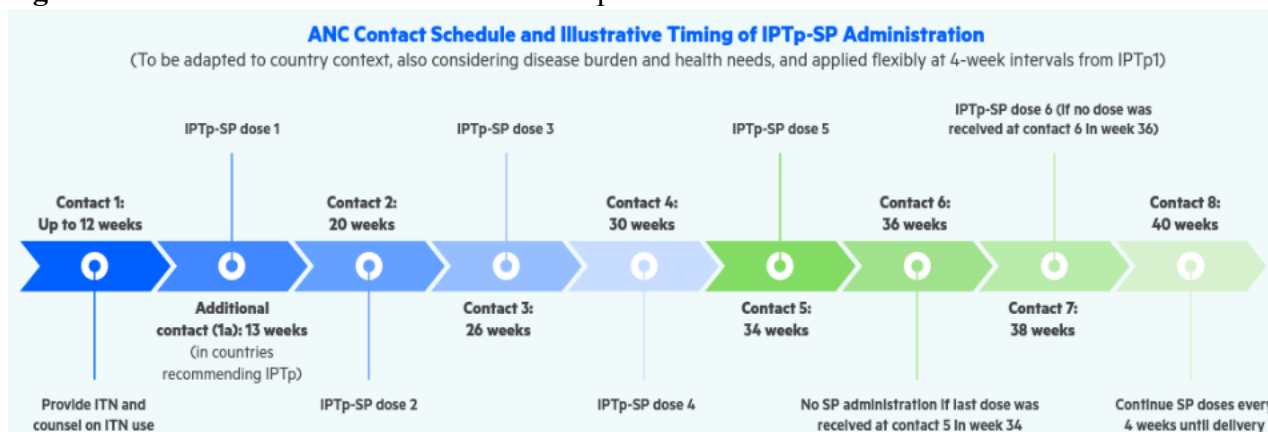 ANC Contact Schedule and Illustrative Timing of IPTp-SP Administration
(To be adapted to country context, also considering disease burden and health needs, and applied flexibly at 4-week intervals from IPTp1)
IPTp-SP dose 1
IPTp-SP dose 3
IPTp-SP dose 5
IPTp-SP dose 6 (If no dose was
received at contact 6 in week 36)
Contact 1:
Up to 12 weeks
Contact 2:
20 weeks
Contact 4:
30 weeks
Contact 6:
36 weeks
Contact 8:
40 weeks
Additional
contact (1a): 13 weeks
(in countries
recommending IPTp)
Contact 3:
26 weeks
Contact 5:
34 weeks
Contact 7:
38 weeks
Provide ITN and
counsel on ITN use
IPTp-SP dose 2
IPTp-SP dose 4
No SP administration if last dose was
received at contact 5 in week 34
Continue SP doses every
4 weeks until delivery